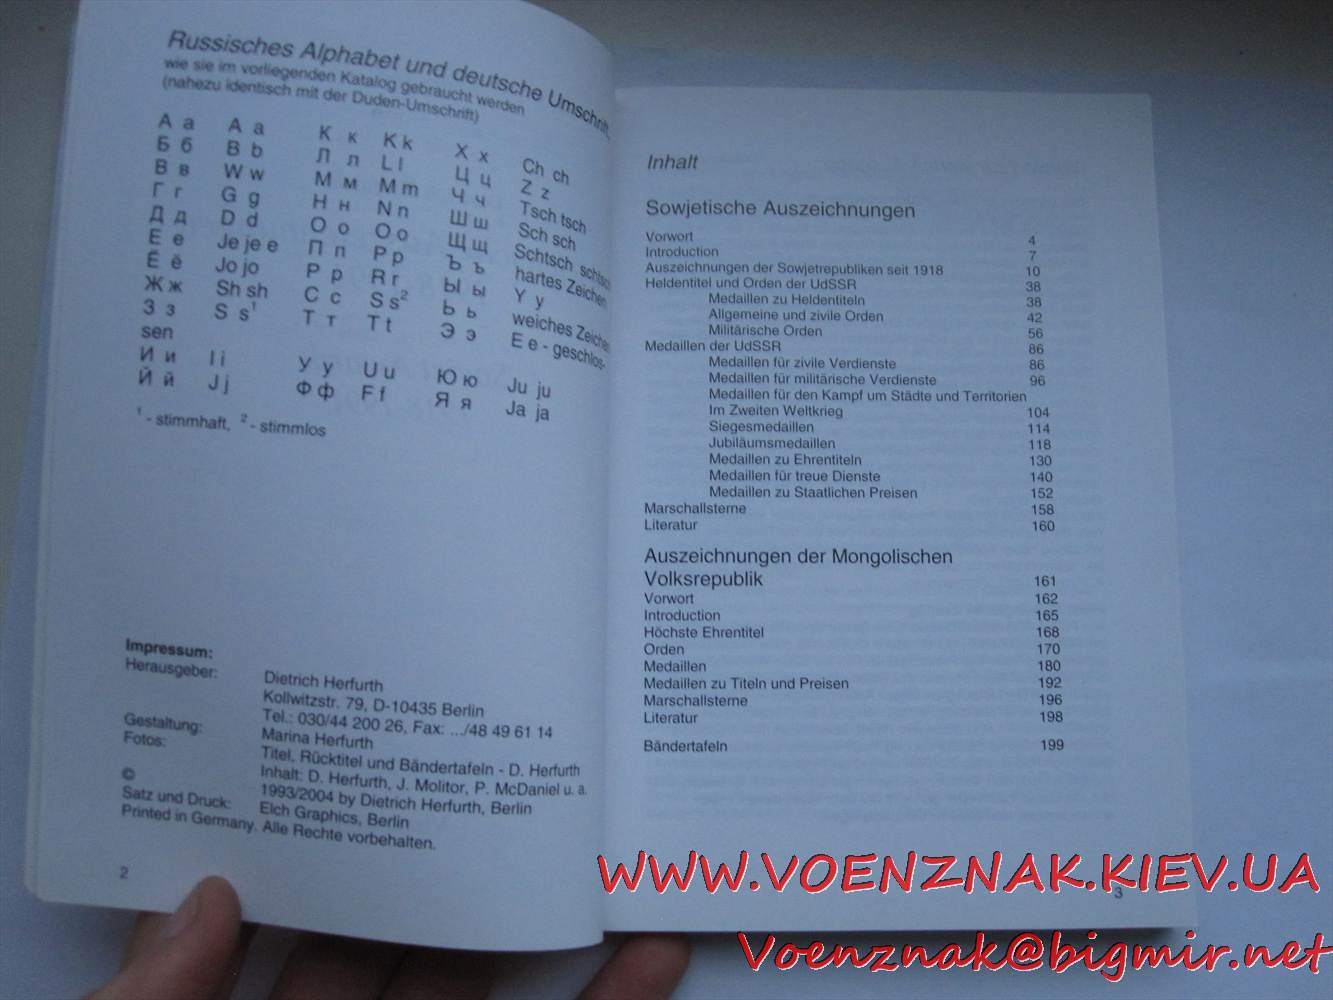 Russisches Alphabet und deutsche Umschrift,
wie sie im vorliegenden Katalog gebraucht werden
(nahezu identisch mit der Duden-Umschrift)
А а A a К к K k Х х Ch ch
Б б B b Л л L l Ц ц Z z
В в W w М м M m Ч ч Tsch tsch
Г г G g Н н N n Ш ш Sch sch
Д д D d О о O o Щ щ Schtsch schtsch
Е е Je je e П п P p Ъ ъ hartes Zeichen
Ё ё Jo jo Р р R r Ы ы Y y
Ж ж Sh sh С с S s² Ь ь weiches Zeichen
З з S s¹ Т т T t Э э E e - geschlos-
sen
И и I i У у U u Ю ю Ju ju
Й й J j Ф ф F f Я я Ja ja
¹ - stimmhaft, ² - stimmlos
Impressum:
Herausgeber: Dietrich Herfurth
Kollwitzstr. 79, D-10435 Berlin
Tel.: 030/44 200 26, Fax: .../48 49 61 14
Gestaltung: Marina Herfurth
Fotos: Titel, Rücktitel und Bändertafeln - D. Herfurth
Inhalt: D. Herfurth, J. Molitor, P. McDaniel u. a.
© 1993/2004 by Dietrich Herfurth, Berlin
Satz und Druck: Elch Graphics, Berlin
Printed in Germany. Alle Rechte vorbehalten.
2
Inhalt
Sowjetische Auszeichnungen
Vorwort 4
Introduction 7
Auszeichnungen der Sowjetrepubliken seit 1918 10
Heldentitel und Orden der UdSSR 38
Medaillen zu Heldentiteln 38
Allgemeine und zivile Orden 42
Militärische Orden 56
Medaillen der UdSSR 86
Medaillen für zivile Verdienste 86
Medaillen für militärische Verdienste 96
Medaillen für den Kampf um Städte und Territorien
Im Zweiten Weltkrieg 104
Siegesmedaillen 114
Jubiläumsmedaillen 118
Medaillen zu Ehrentiteln 130
Medaillen für treue Dienste 140
Medaillen zu Staatlichen Preisen 152
Marschallsterne 158
Literatur 160
Auszeichnungen der Mongolischen
Volksrepublik 161
Vorwort 162
Introduction 165
Höchste Ehrentitel 168
Orden 170
Medaillen 180
Medaillen zu Titeln und Preisen 192
Marschallsterne 196
Literatur 198
Bändertafeln 199
3
WWW.VOENZNAK.KIEV.UA
Voenznak@bigmir.net